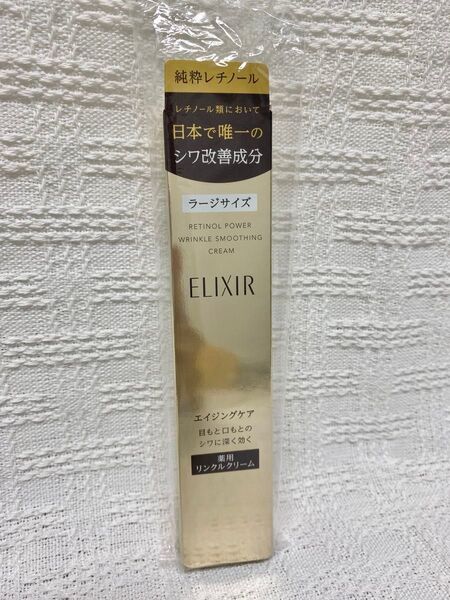 純粋レチノール
レチノール類において
日本で唯一の
シワ改善成分
ラージサイズ
RETINOL POWER
WRINKLE SMOOTHING
CREAM
ELIXIR
エイジングケア
目もと口もとの
シワに深く効く
薬用
リンクルクリーム